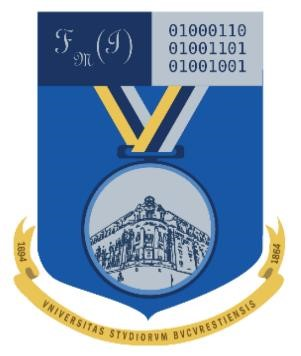 ℱ𝔐(ℐ)
01000110
01001101
01001001
1694
1864
VNIVERSITAS STVDIORVM BVCVRESTIENSIS